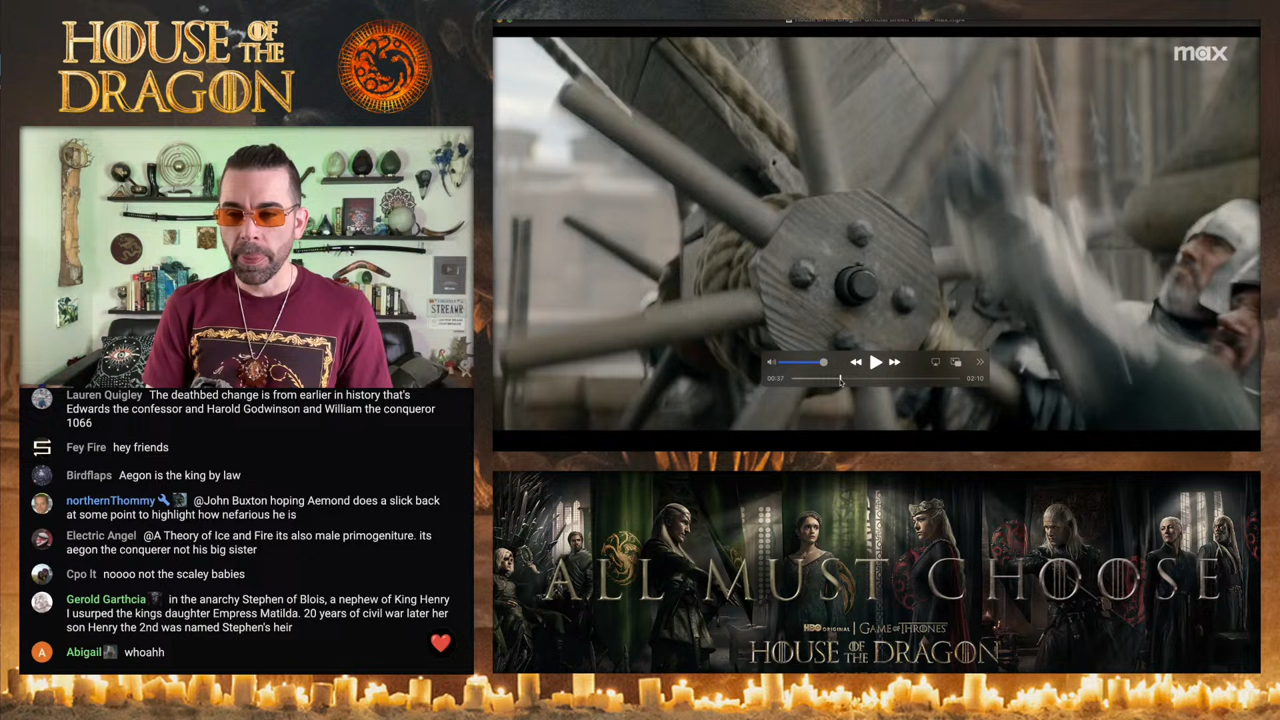 HOUSE OF THE
DRAGON
max
00:37
02:10
STREAMR
Lauren Quigley The deathbed change is from earlier in history that's
Edwards the confessor and Harold Godwinson and William the conqueror
1066
Fey Fire hey friends
Birdflaps Aegon is the king by law
northernThommy @John Buxton hoping Aemond does a slick back
at some point to highlight how nefarious he is
Electric Angel @A Theory of Ice and Fire its also male primogeniture. its
aegon the conquerer not his big sister
Cpo lt noooo not the scaley babies
Gerold Garthcia in the anarchy Stephen of Blois, a nephew of King Henry
I usurped the kings daughter Empress Matilda. 20 years of civil war later her
son Henry the 2nd was named Stephen's heir
A Abigail whoahh
ALL MUST CHOOSE
HBO ORIGINAL | GAME OF THRONES
HOUSE OF THE DRAGON